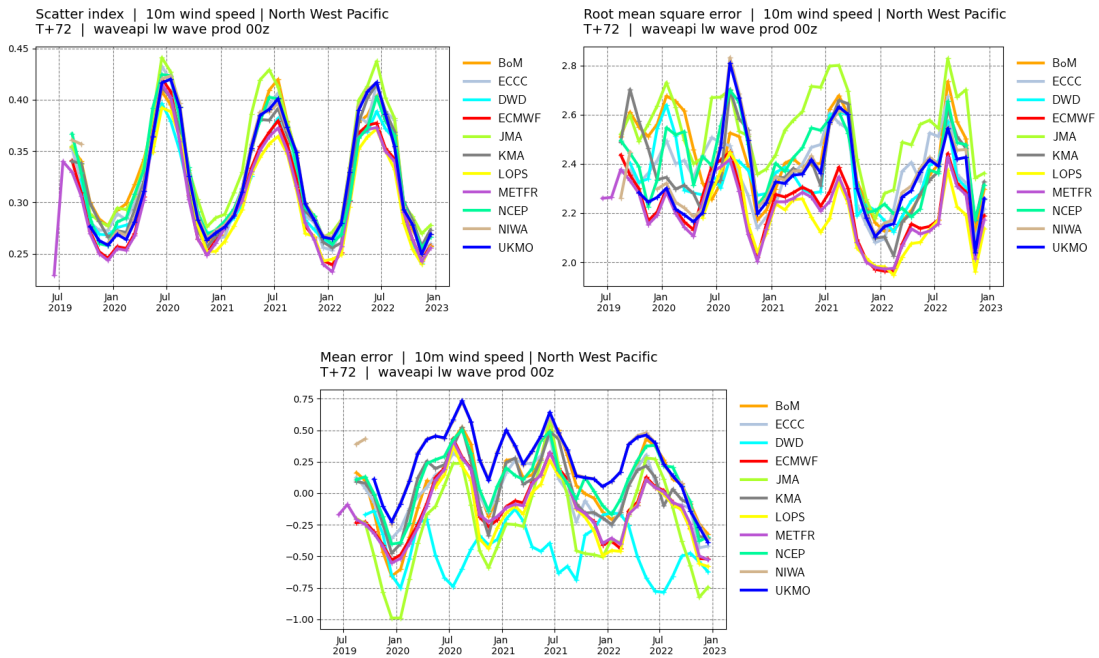 Scatter index | 10m wind speed | North West Pacific
T+72 | waveapi lw wave prod 00z
0.45
0.40
0.35
0.30
0.25
Jul
2019
Jan
2020
Jul
2020
Jan
2021
Jul
2021
Jan
2022
Jul
2022
Jan
2023
BoM
ECCC
DWD
ECMWF
JMA
KMA
LOPS
METFR
NCEP
NIWA
UKMO
Root mean square error | 10m wind speed | North West Pacific
T+72 | waveapi lw wave prod 00z
2.8
2.6
2.4
2.2
2.0
Jul
2019
Jan
2020
Jul
2020
Jan
2021
Jul
2021
Jan
2022
Jul
2022
Jan
2023
BoM
ECCC
DWD
ECMWF
JMA
KMA
LOPS
METFR
NCEP
NIWA
UKMO
Mean error | 10m wind speed | North West Pacific
T+72 | waveapi lw wave prod 00z
0.75
0.50
0.25
0.00
−0.25
−0.50
−0.75
−1.00
Jul
2019
Jan
2020
Jul
2020
Jan
2021
Jul
2021
Jan
2022
Jul
2022
Jan
2023
BoM
ECCC
DWD
ECMWF
JMA
KMA
LOPS
METFR
NCEP
NIWA
UKMO